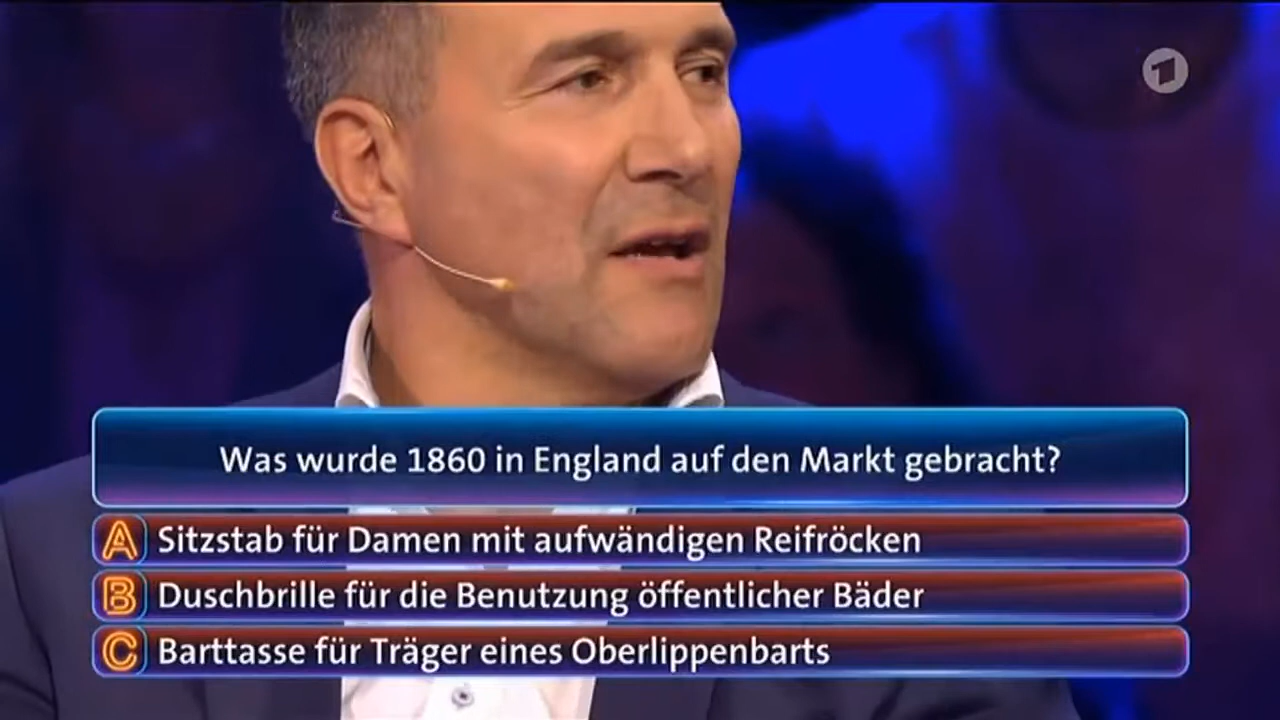 Was wurde 1860 in England auf den Markt gebracht?
A Sitzstab für Damen mit aufwändigen Reifröcken
B Duschbrille für die Benutzung öffentlicher Bäder
C Barttasse für Träger eines Oberlippenbarts
1